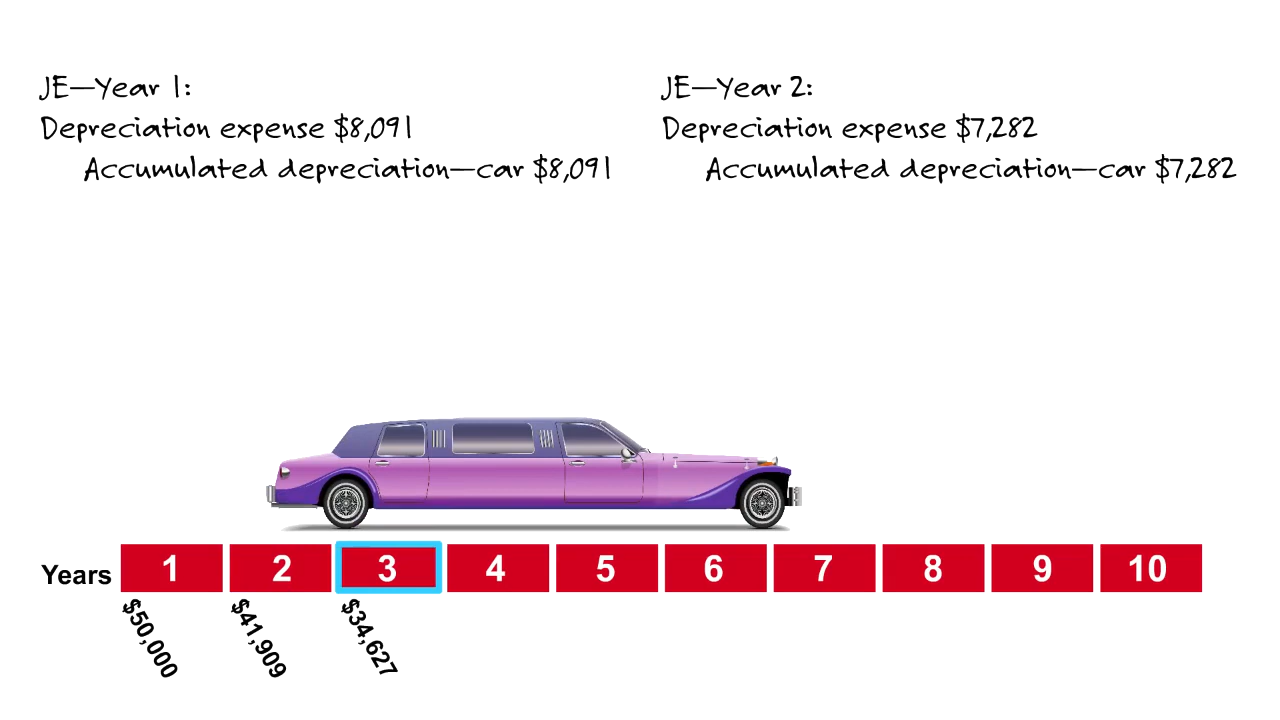 JE—Year 1:
Depreciation expense $8,091
Accumulated depreciation—car $8,091
JE—Year 2:
Depreciation expense $7,282
Accumulated depreciation—car $7,282
Years 1 2 3 4 5 6 7 8 9 10
$50,000 $41,909 $34,627